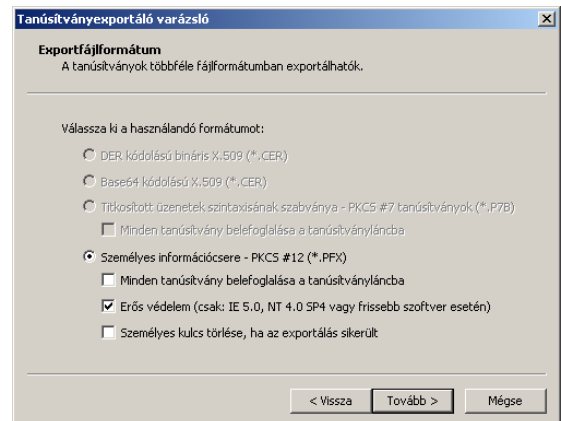 Tanúsítványexportáló varázsló
Exportfájlformátum
A tanúsítványok többféle fájlformátumban exportálhatók.
Válassza ki a használandó formátumot:
DER kódolású bináris X.509 (*.CER)
Base64 kódolású X.509 (*.CER)
Titkosított üzenetek szintaxisának szabványa - PKCS #7 tanúsítványok (*.P7B)
Minden tanúsítvány belefoglalása a tanúsítványláncba
Személyes információcsere - PKCS #12 (*.PFX)
Minden tanúsítvány belefoglalása a tanúsítványláncba
Erős védelem (csak: IE 5.0, NT 4.0 SP4 vagy frissebb szoftver esetén)
Személyes kulcs törlése, ha az exportálás sikerült
< Vissza Tovább > Mégse